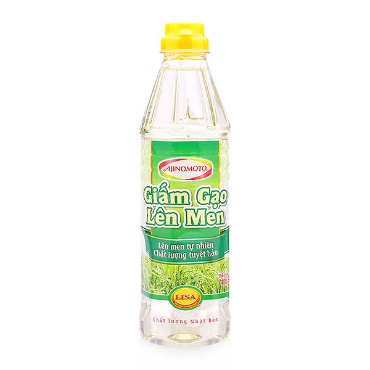 AJINOMOTO
Giấm Gạo
Lên Men
Lên men tự nhiên
Chất lượng tuyệt hảo
LISA
Chất lượng Nhật Bản